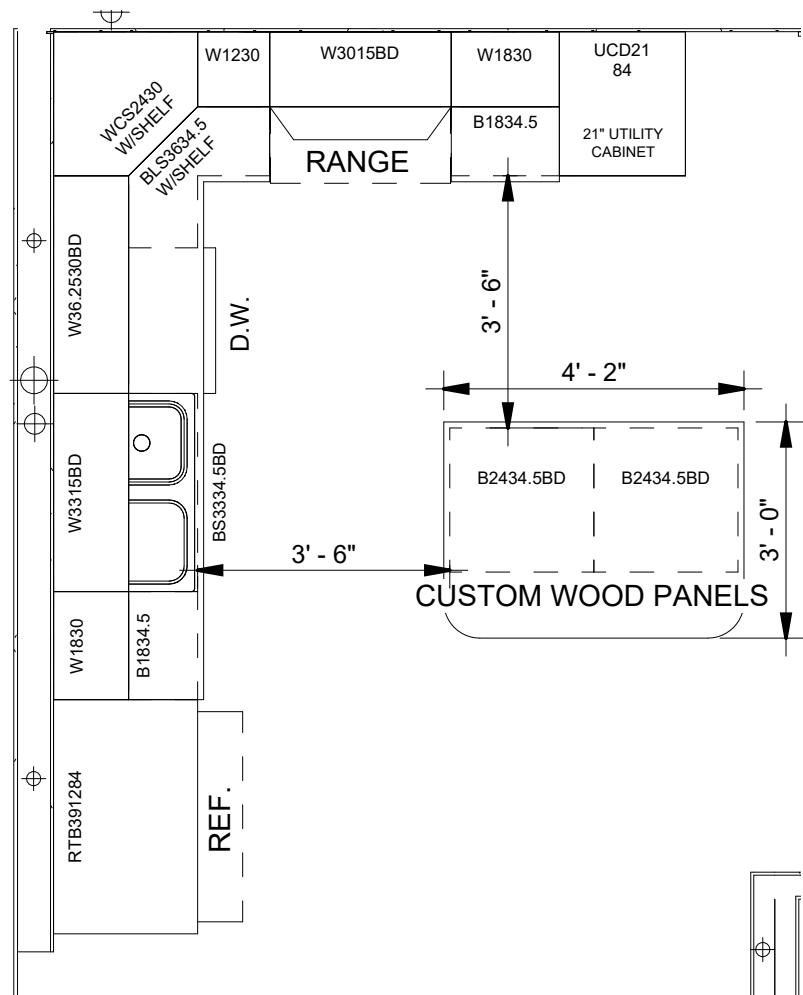 W1230
W3015BD
W1830
UCD21
84
WCS2430
W/SHELF
BLS3634.5
W/SHELF
RANGE
B1834.5
21" UTILITY
CABINET
W36.2530BD
D.W.
3' - 6"
4' - 2"
W3315BD
BS3334.5BD
B2434.5BD
B2434.5BD
3' - 0"
3' - 6"
CUSTOM WOOD PANELS
W1830
B1834.5
RTB391284
REF.